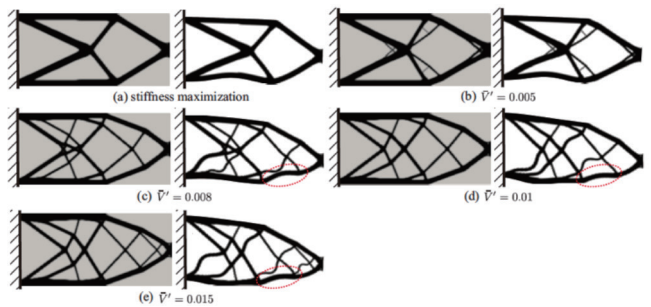 (a) stiffness maximization
(b) V̄′ = 0.005
(c) V̄′ = 0.008
(d) V̄′ = 0.01
(e) V̄′ = 0.015